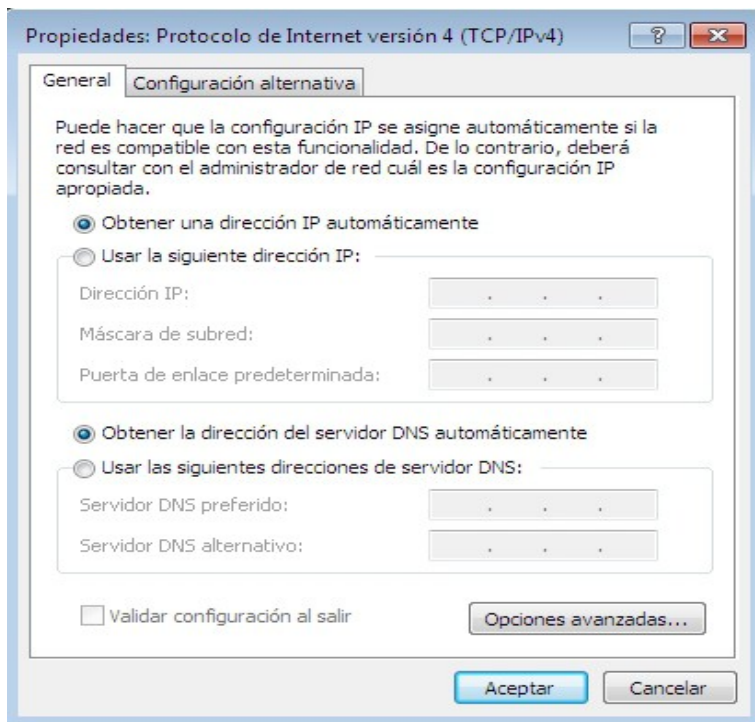 Propiedades: Protocolo de Internet versión 4 (TCP/IPv4)
General
Configuración alternativa
Puede hacer que la configuración IP se asigne automáticamente si la
red es compatible con esta funcionalidad. De lo contrario, deberá
consultar con el administrador de red cuál es la configuración IP
apropiada.
Obtener una dirección IP automáticamente
Usar la siguiente dirección IP:
Dirección IP:
Máscara de subred:
Puerta de enlace predeterminada:
Obtener la dirección del servidor DNS automáticamente
Usar las siguientes direcciones de servidor DNS:
Servidor DNS preferido:
Servidor DNS alternativo:
Validar configuración al salir
Opciones avanzadas...
Aceptar
Cancelar